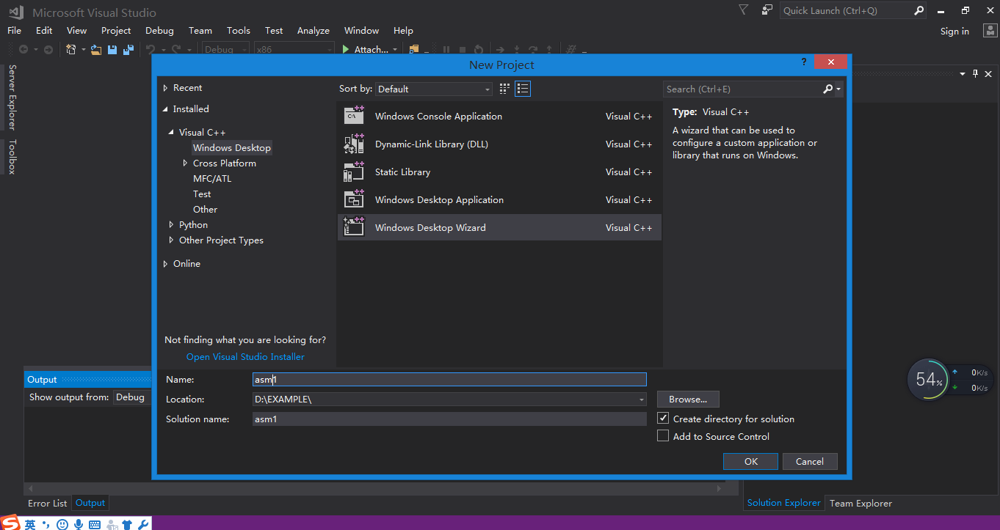 Microsoft Visual Studio
Quick Launch (Ctrl+Q)
File Edit View Project Debug Team Tools Test Analyze Window Help
Sign in
Debug x86 Attach...
Server Explorer
Toolbox
New Project
?
Recent
Installed
Visual C++
Windows Desktop
Cross Platform
MFC/ATL
Test
Other
Python
Other Project Types
Online
Not finding what you are looking for?
Open Visual Studio Installer
Sort by: Default
Windows Console Application Visual C++
Dynamic-Link Library (DLL) Visual C++
Static Library Visual C++
Windows Desktop Application Visual C++
Windows Desktop Wizard Visual C++
Search (Ctrl+E)
Type: Visual C++
A wizard that can be used to
configure a custom application or
library that runs on Windows.
Name: asm1
Location: D:\EXAMPLE\
Browse...
Solution name: asm1
Create directory for solution
Add to Source Control
OK Cancel
Output
Show output from: Debug
54%
0K/s
0K/s
Error List Output
Solution Explorer Team Explorer
S 英